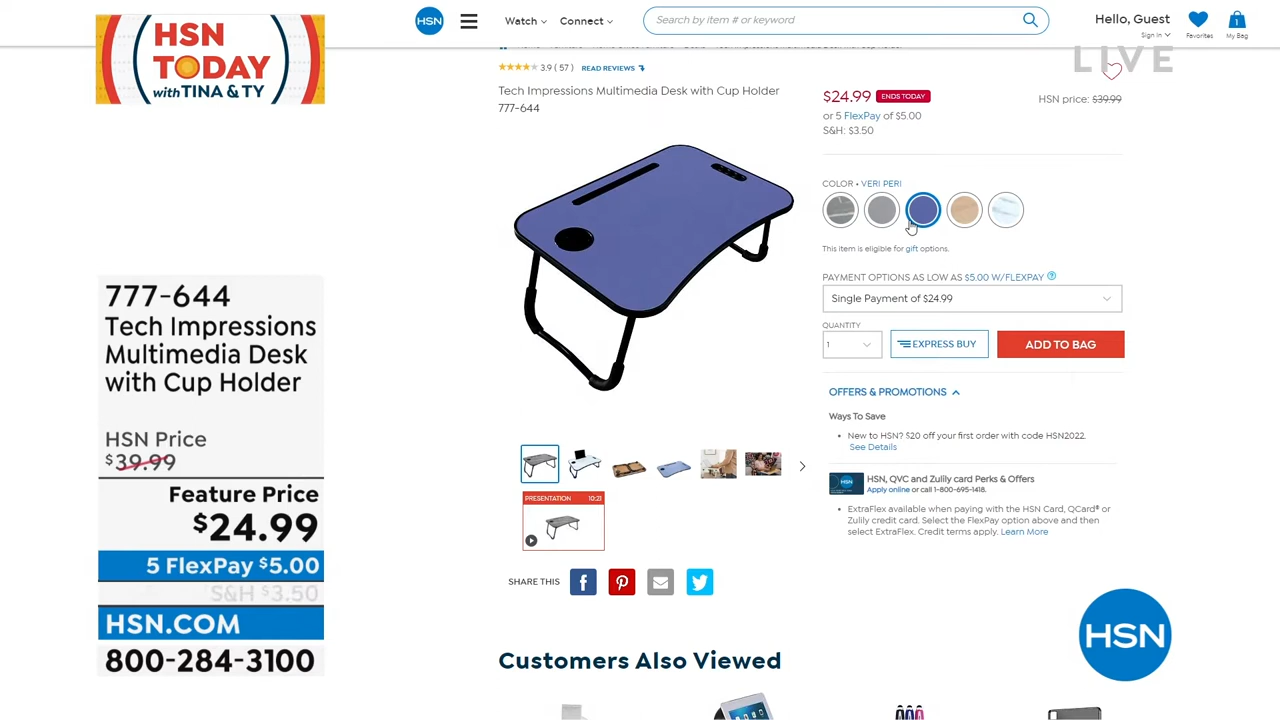 HSN
TODAY
with TINA & TY
HSN
Watch
Connect
Search by item # or keyword
Hello, Guest
Sign in
Favorites
1
My Bag
LIVE
3.9 ( 57 )
READ REVIEWS
Tech Impressions Multimedia Desk with Cup Holder
777-644
$24.99
ENDS TODAY
HSN price: $39.99
or 5 FlexPay of $5.00
S&H: $3.50
COLOR • VERI PERI
This item is eligible for gift options.
PAYMENT OPTIONS AS LOW AS $5.00 W/FLEXPAY
Single Payment of $24.99
QUANTITY
1
EXPRESS BUY
ADD TO BAG
OFFERS & PROMOTIONS
Ways To Save
• New to HSN? $20 off your first order with code HSN2022.
See Details
HSN
HSN, QVC and Zulily card Perks & Offers
Apply online or call 1-800-695-1418.
• ExtraFlex available when paying with the HSN Card, QCard® or
Zulily credit card. Select the FlexPay option above and then
select ExtraFlex. Credit terms apply. Learn More
PRESENTATION 10:21
SHARE THIS
Customers Also Viewed
777-644
Tech Impressions
Multimedia Desk
with Cup Holder
HSN Price
$39.99
Feature Price
$24.99
5 FlexPay $5.00
S&H $3.50
HSN.COM
800-284-3100
HSN